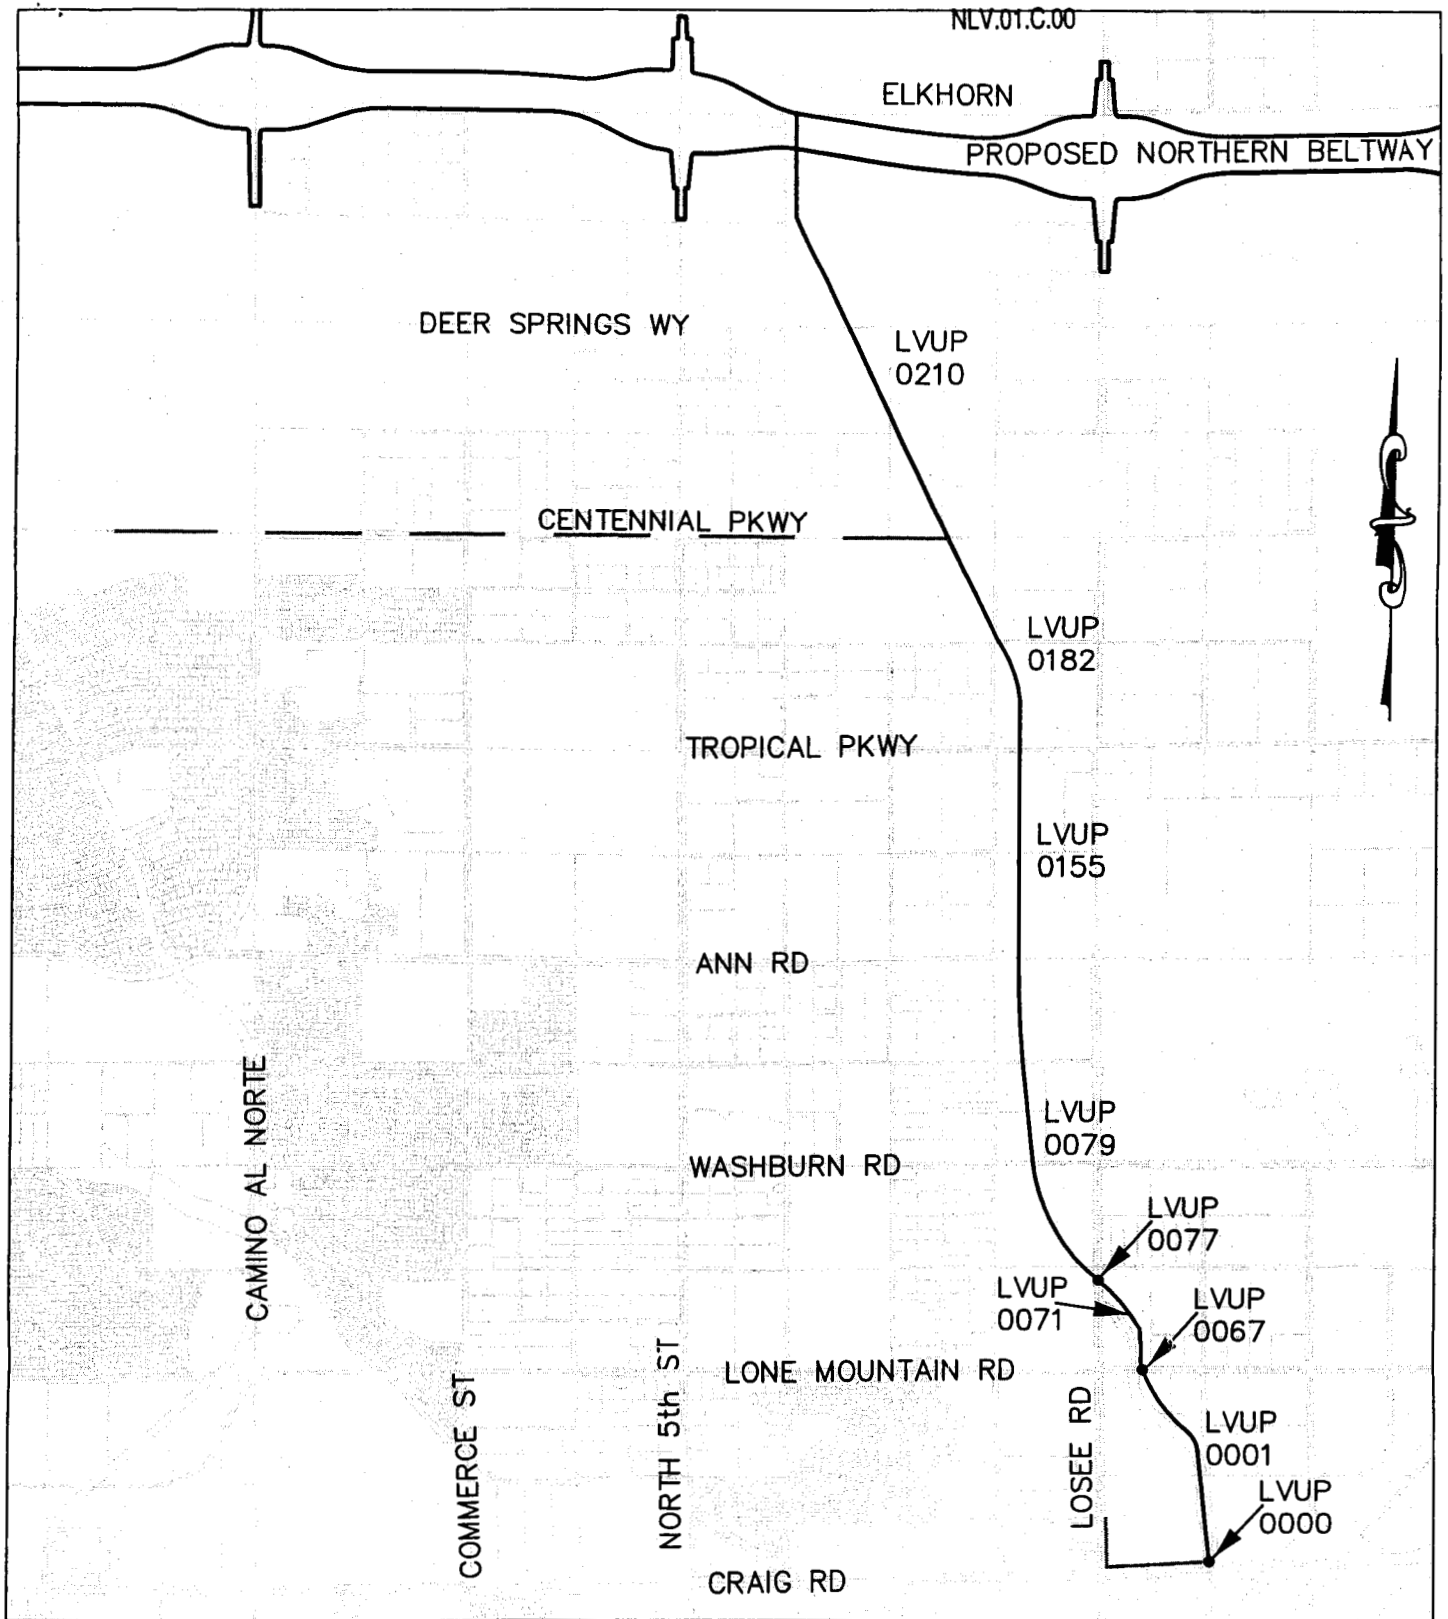 NLV.01.C.00
ELKHORN
PROPOSED NORTHERN BELTWAY
DEER SPRINGS WY
LVUP
0210
CENTENNIAL PKWY
LVUP
0182
TROPICAL PKWY
LVUP
0155
ANN RD
CAMINO AL NORTE
LVUP
0079
WASHBURN RD
LVUP
0077
LVUP
0071
LVUP
0067
LONE MOUNTAIN RD
COMMERCE ST
NORTH 5th ST
LOSEE RD
LVUP
0001
LVUP
0000
CRAIG RD